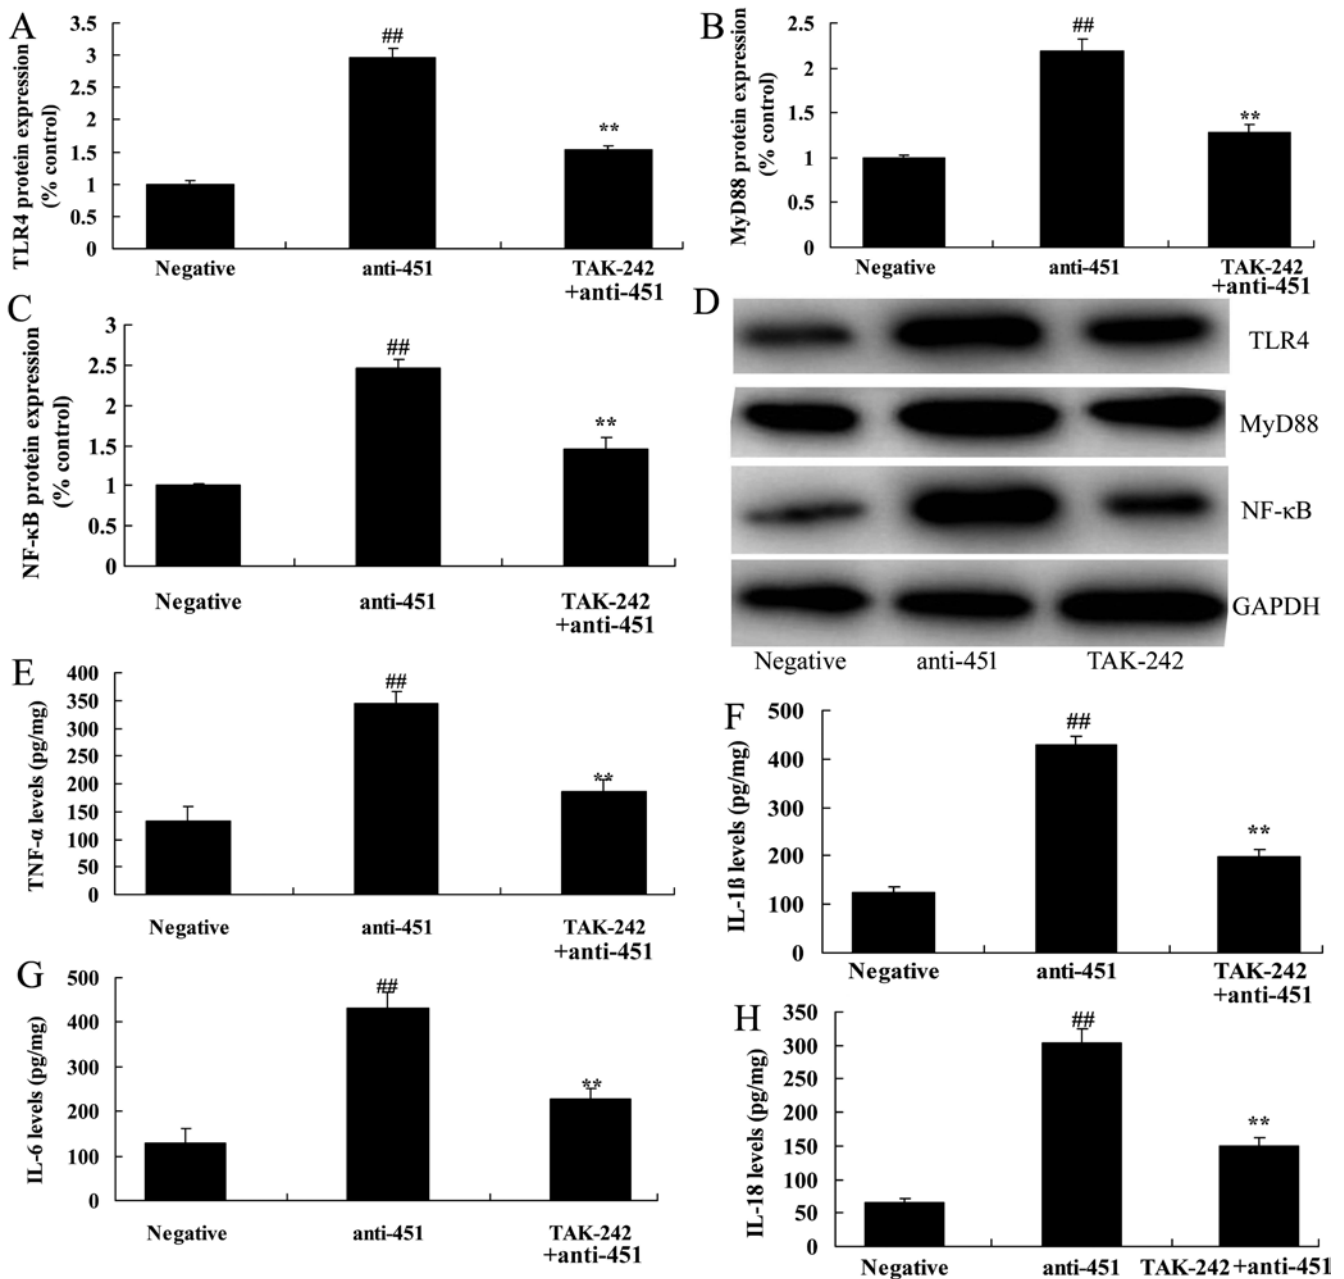 A
TLR4 protein expression
(% control)
3.5
3
2.5
2
1.5
1
0.5
0
##
**
Negative
anti-451
TAK-242
+anti-451
B
MyD88 protein expression
(% control)
2.5
2
1.5
1
0.5
0
##
**
Negative
anti-451
TAK-242
+anti-451
C
NF-κB protein expression
(% control)
3
2.5
2
1.5
1
0.5
0
##
**
Negative
anti-451
TAK-242
+anti-451
D
TLR4
MyD88
NF-κB
GAPDH
Negative
anti-451
TAK-242
E
TNF-α levels (pg/mg)
400
350
300
250
200
150
100
50
0
##
**
Negative
anti-451
TAK-242
+anti-451
F
IL-1ß levels (pg/mg)
500
400
300
200
100
0
##
**
Negative
anti-451
TAK-242
+anti-451
G
IL-6 levels (pg/mg)
500
400
300
200
100
0
##
**
Negative
anti-451
TAK-242
+anti-451
H
IL-18 levels (pg/mg)
350
300
250
200
150
100
50
0
##
**
Negative
anti-451
TAK-242 +anti-451